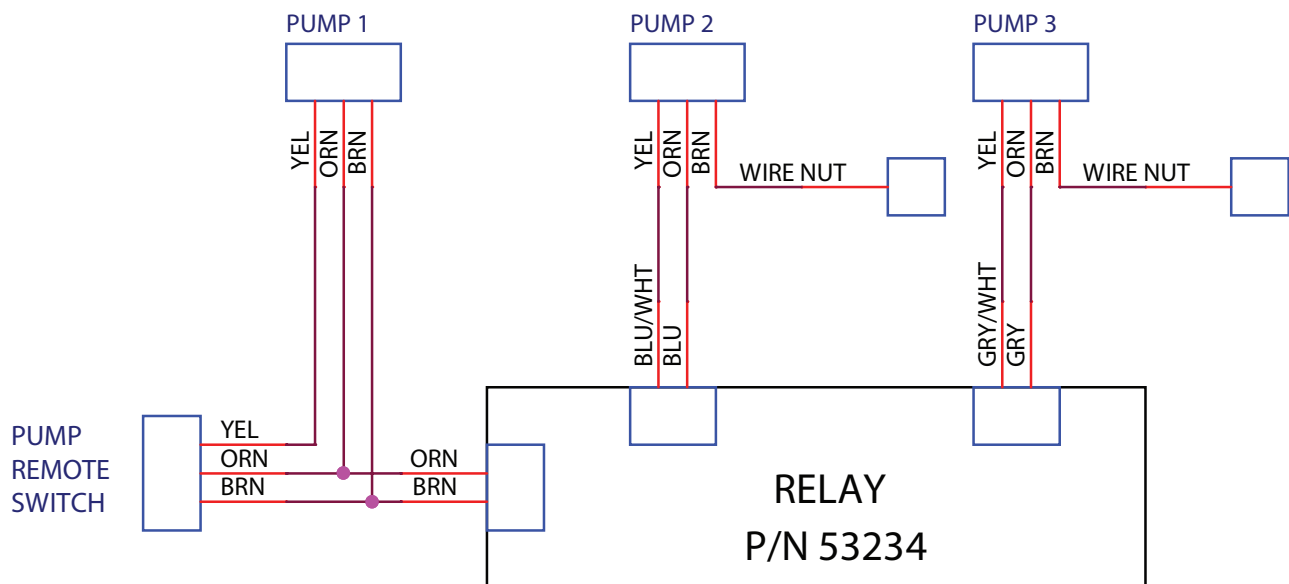 PUMP 1
PUMP 2
PUMP 3
YEL
ORN
BRN
YEL
ORN
BRN
WIRE NUT
YEL
ORN
BRN
WIRE NUT
BLU/WHT
BLU
GRY/WHT
GRY
PUMP
REMOTE
SWITCH
YEL
ORN
BRN
ORN
BRN
RELAY
P/N 53234